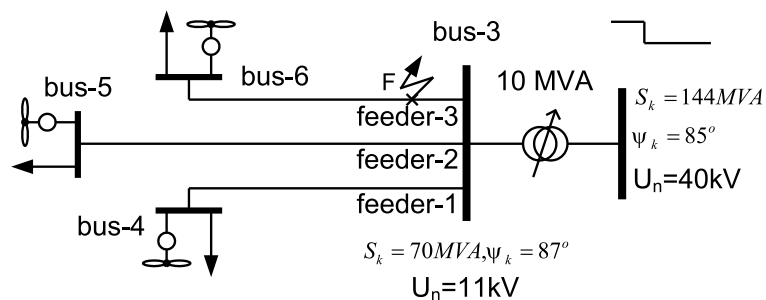 bus-3
bus-6
10 MVA
bus-5
F
feeder-3
S_k = 144MVA
feeder-2
ψ_k = 85°
U_n=40kV
feeder-1
bus-4
S_k = 70MVA,ψ_k = 87°
U_n=11kV